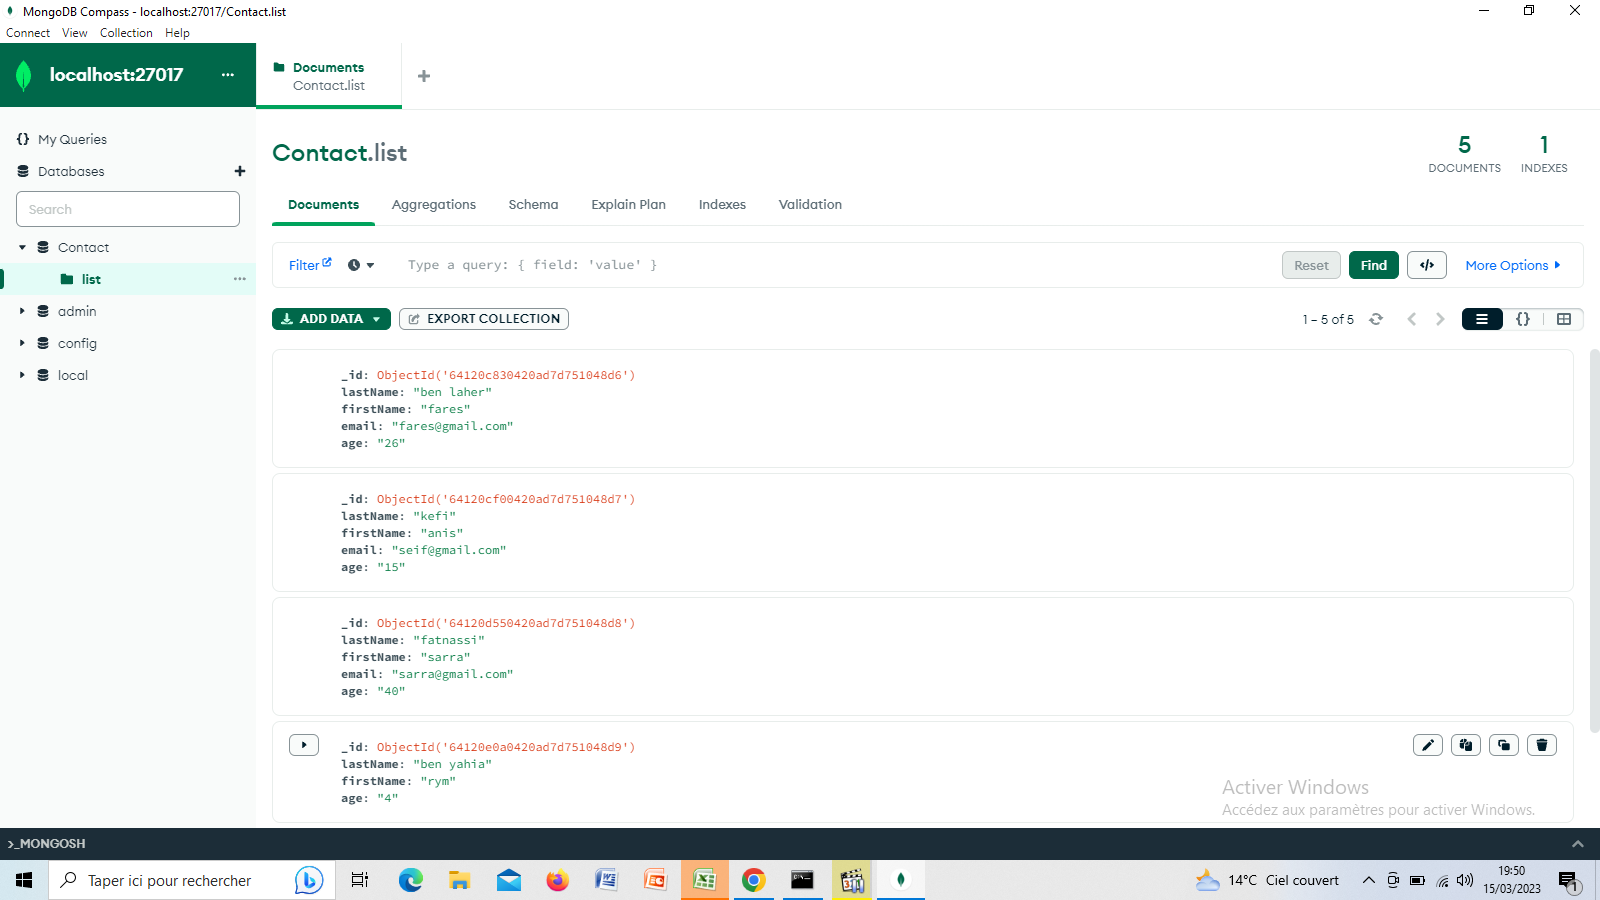 MongoDB Compass - localhost:27017/Contact.list
Connect View Collection Help
localhost:27017 ...
Documents
Contact.list
+
{} My Queries
Databases +
Search
Contact
list ...
admin
config
local
Contact.list
5
DOCUMENTS
1
INDEXES
Documents Aggregations Schema Explain Plan Indexes Validation
Filter Type a query: { field: 'value' } Reset Find </> More Options
ADD DATA EXPORT COLLECTION 1 – 5 of 5 {}
_id: ObjectId('64120c830420ad7d751048d6')
lastName: "ben laher"
firstName: "fares"
email: "fares@gmail.com"
age: "26"
_id: ObjectId('64120cf00420ad7d751048d7')
lastName: "kefi"
firstName: "anis"
email: "seif@gmail.com"
age: "15"
_id: ObjectId('64120d550420ad7d751048d8')
lastName: "fatnassi"
firstName: "sarra"
email: "sarra@gmail.com"
age: "40"
_id: ObjectId('64120e0a0420ad7d751048d9')
lastName: "ben yahia"
firstName: "rym"
age: "4"
Activer Windows
Accédez aux paramètres pour activer Windows.
>_MONGOSH
Taper ici pour rechercher
14°C Ciel couvert
19:50
15/03/2023
1